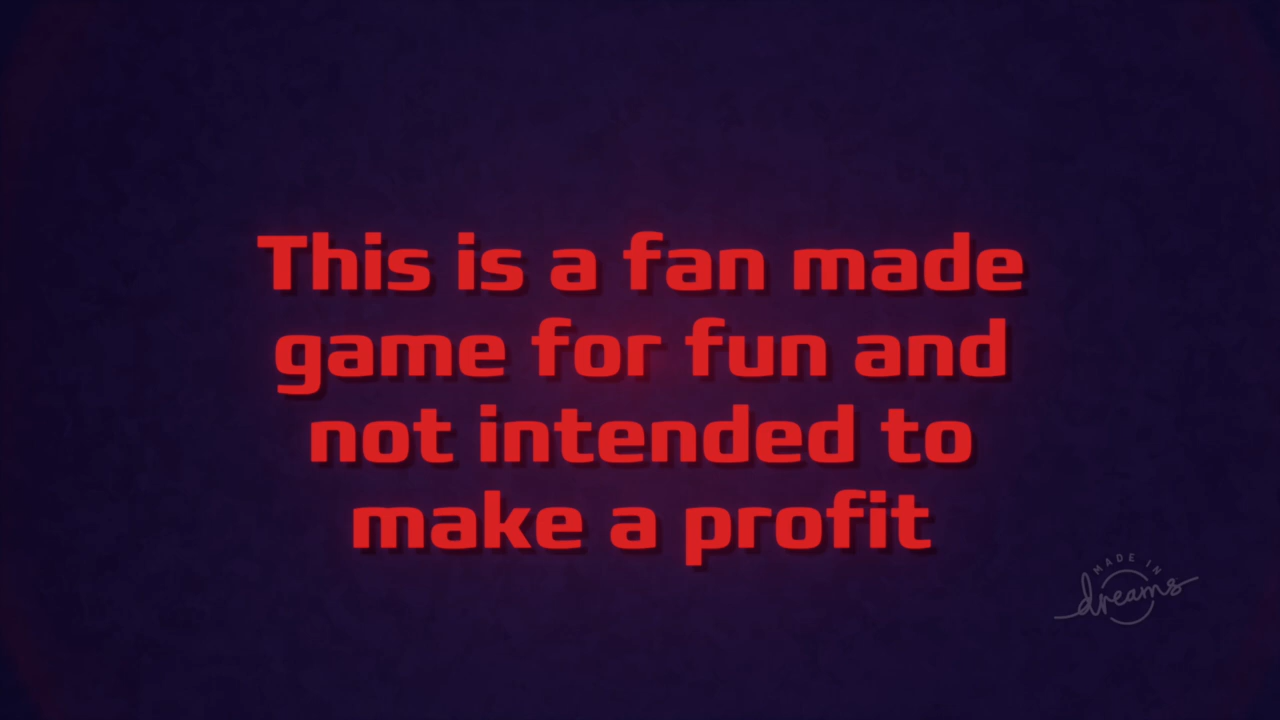 This is a fan made
game for fun and
not intended to
make a profit
MADE IN
dreams